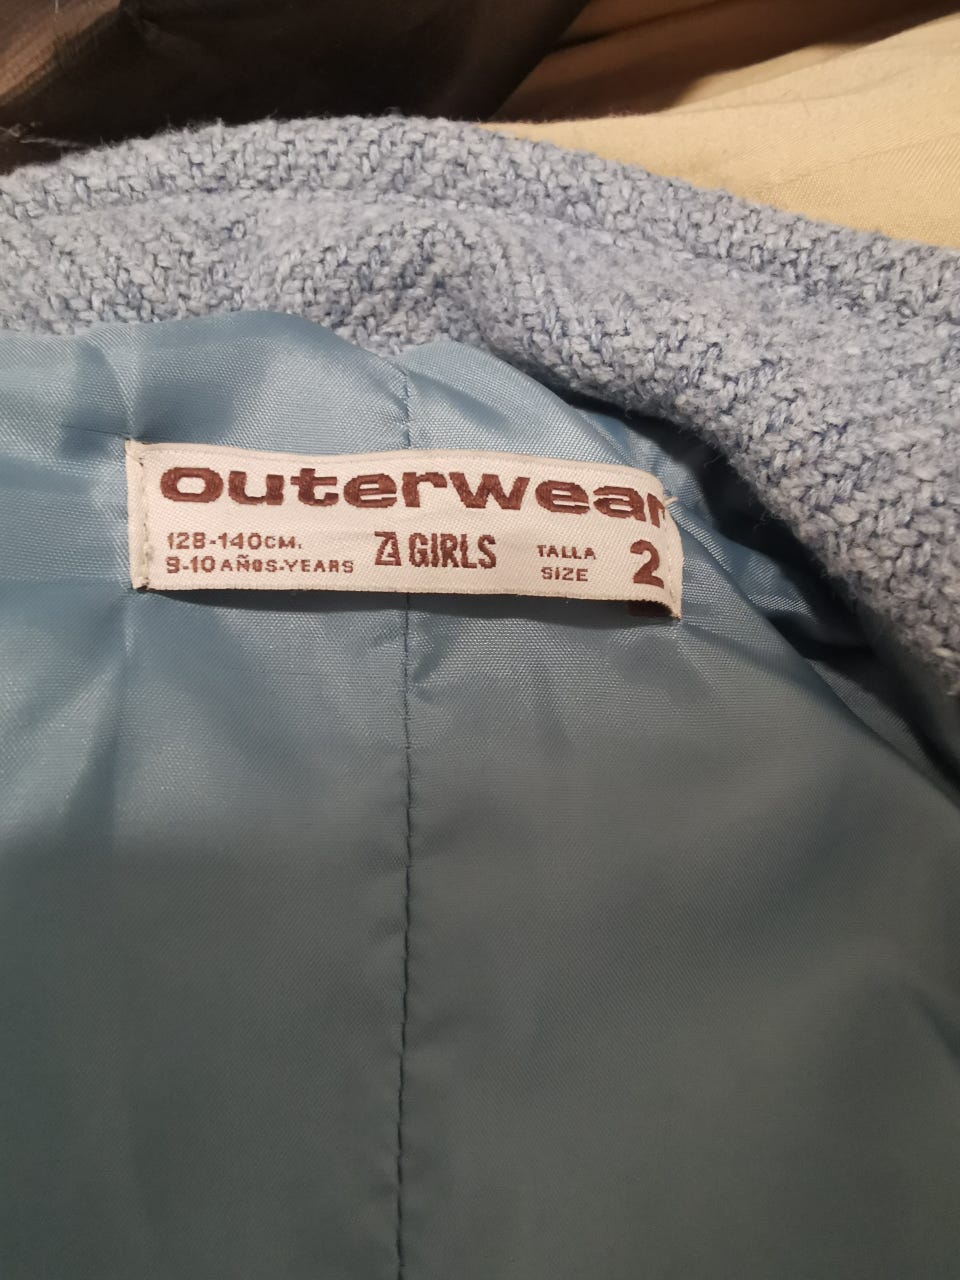 outerwear
128-140CM.
9-10 AÑOS-YEARS
ZA GIRLS
TALLA
SIZE
2